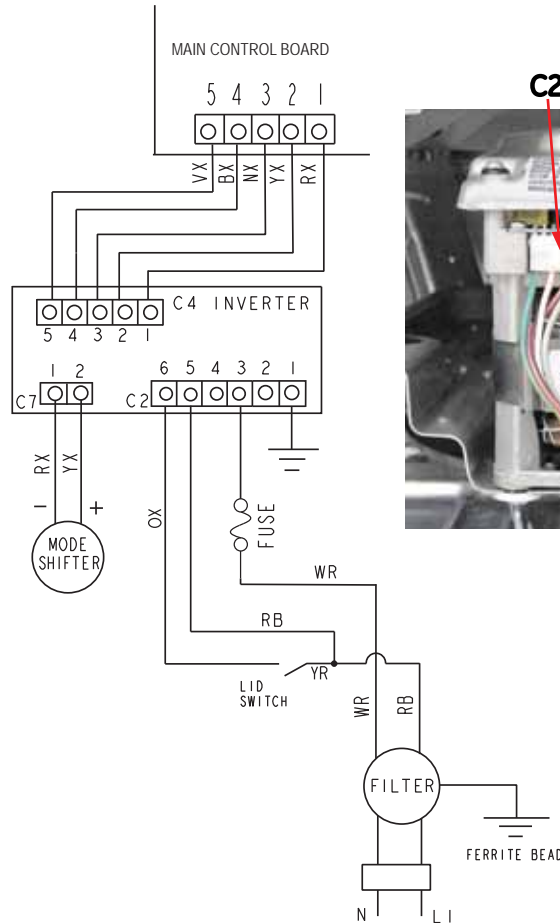 MAIN CONTROL BOARD
5 4 3 2 1
VX BX NX YX RX
C2
C4 INVERTER
5 4 3 2 1
1 2
C7
6 5 4 3 2 1
C2
RX YX
- +
MODE
SHIFTER
OX
FUSE
WR
RB
YR
LID
SWITCH
WR RB
FILTER
FERRITE BEAD
N L1